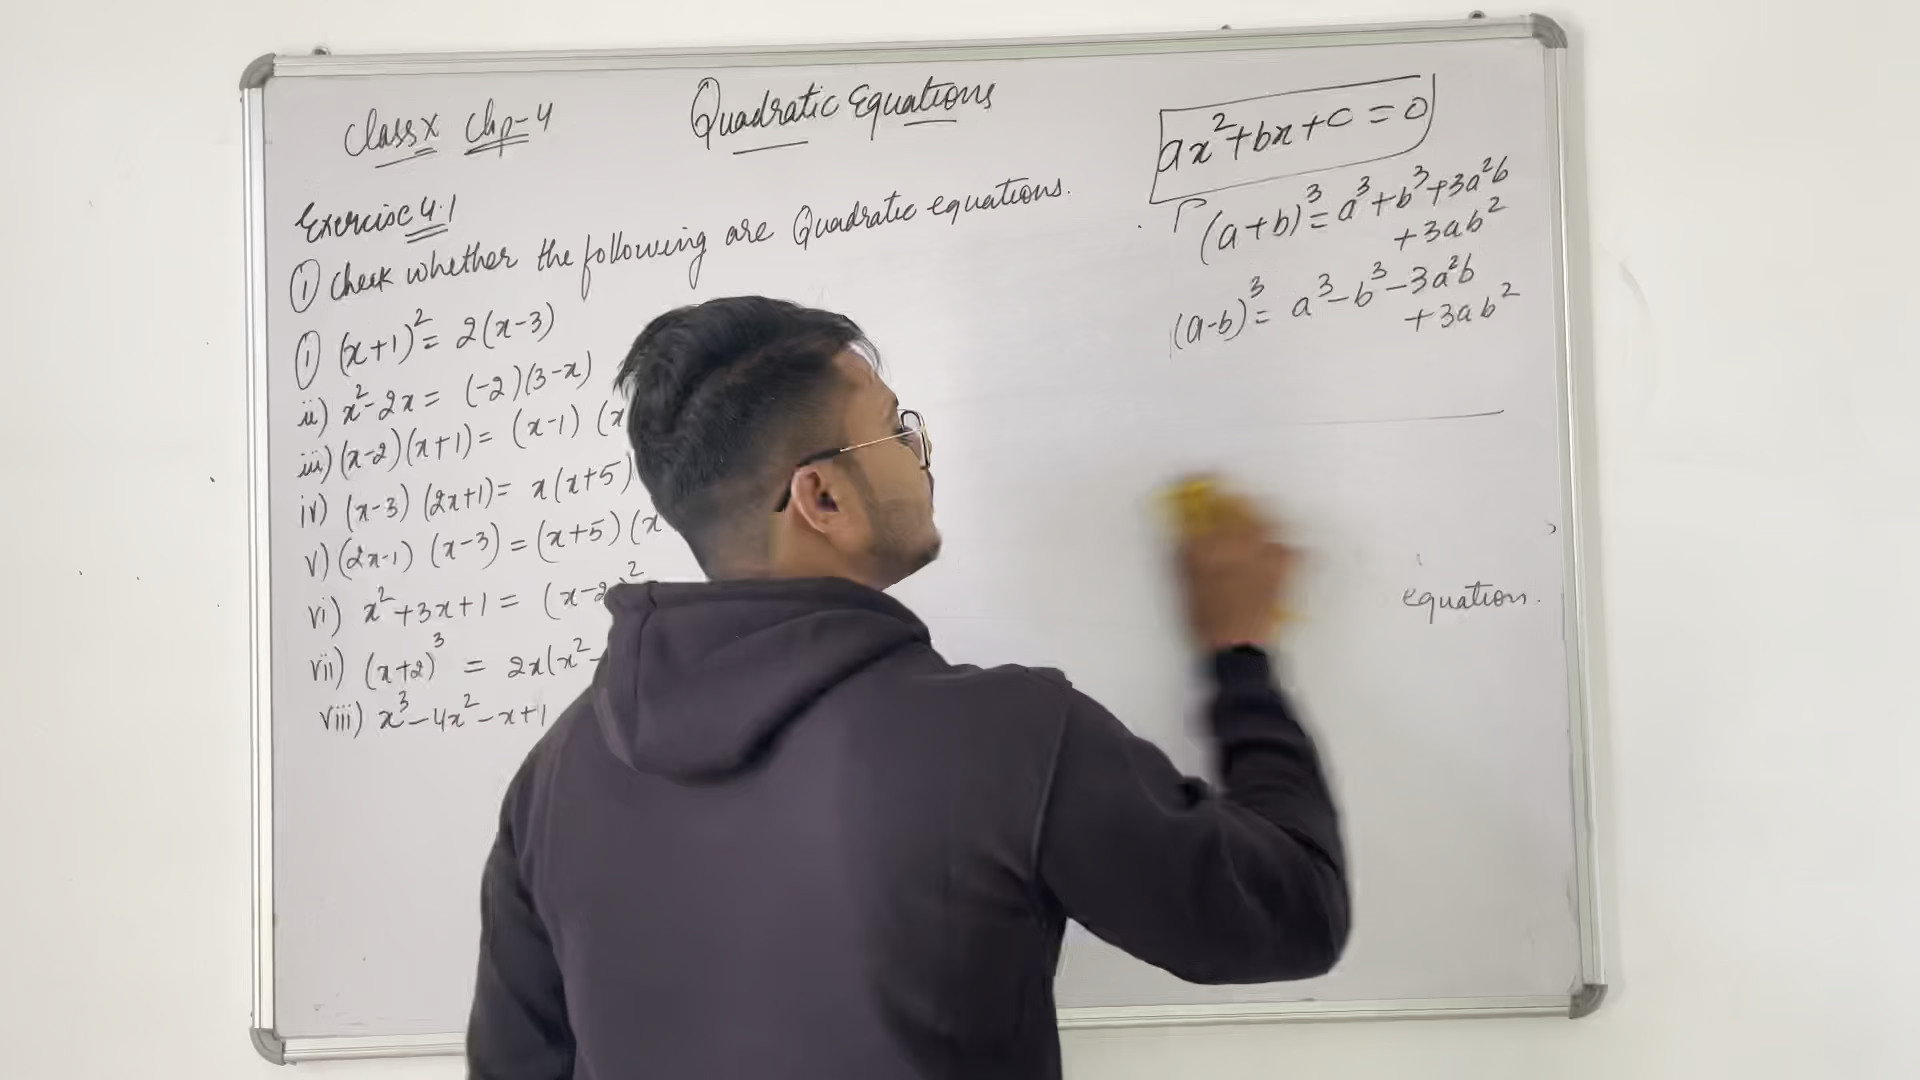 Class X Chp-4
Quadratic Equations
Exercise 4.1
① Check whether the following are Quadratic equations.
ⓘ (x+1)² = 2(x-3)
ii) x²-2x = (-2)(3-x)
iii) (x-2)(x+1) = (x-1) (x
iv) (x-3) (2x+1) = x(x+5)
v) (2x-1) (x-3) = (x+5) (x
vi) x²+3x+1 = (x-2)²
vii) (x+2)³ = 2x(x²-
viii) x³-4x²-x+1
ax²+bx+c = 0
(a+b)³ = a³+b³+3a²b
+3ab²
(a-b)³ = a³-b³-3a²b
+3ab²
equation.